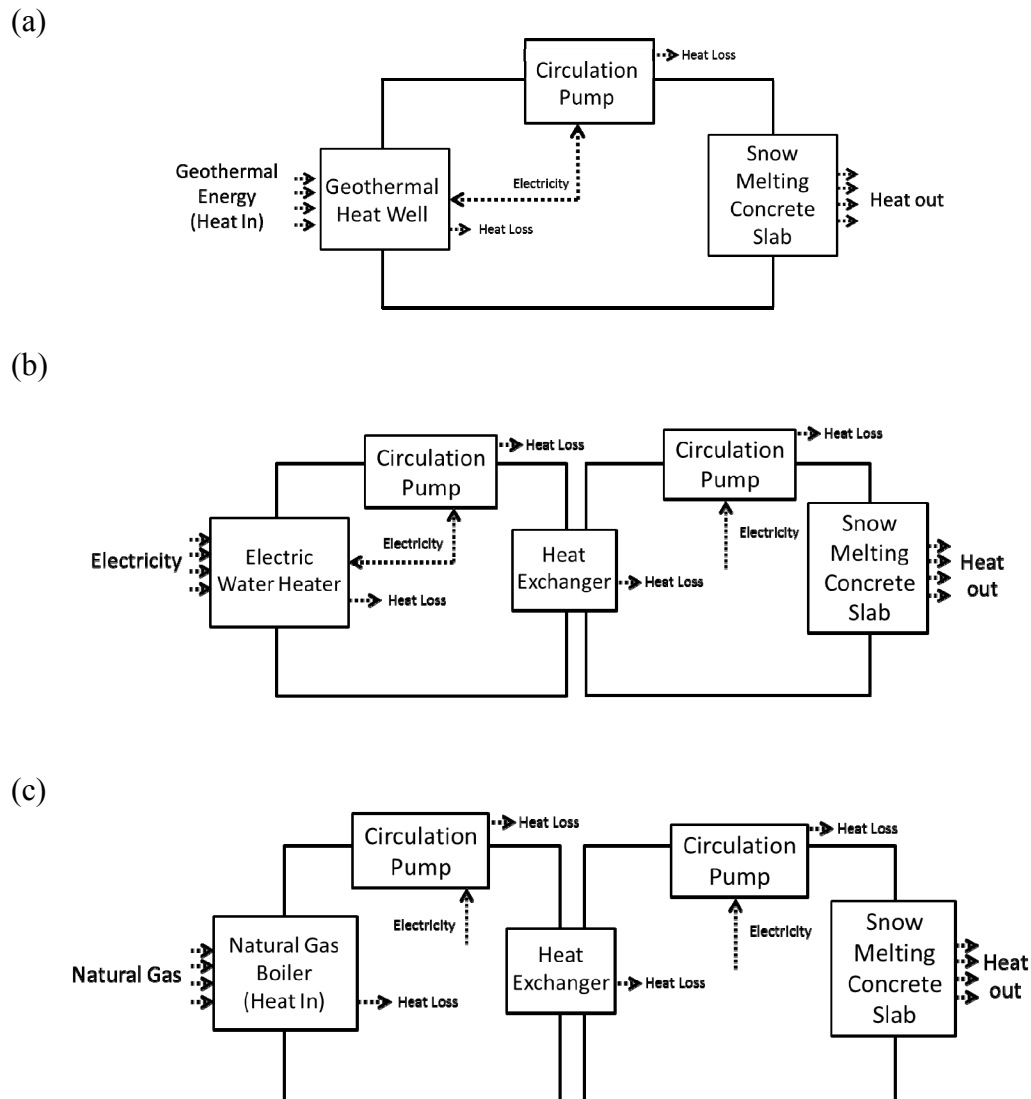 (a)
Circulation
Pump
Heat Loss
Geothermal
Energy
(Heat In)
Geothermal
Heat Well
Electricity
Heat Loss
Snow
Melting
Concrete
Slab
Heat out
(b)
Circulation
Pump
Heat Loss
Circulation
Pump
Heat Loss
Electricity
Electric
Water Heater
Electricity
Heat Loss
Heat
Exchanger
Heat Loss
Electricity
Snow
Melting
Concrete
Slab
Heat
out
(c)
Circulation
Pump
Heat Loss
Circulation
Pump
Heat Loss
Natural Gas
Natural Gas
Boiler
(Heat In)
Electricity
Heat Loss
Heat
Exchanger
Heat Loss
Electricity
Snow
Melting
Concrete
Slab
Heat
out